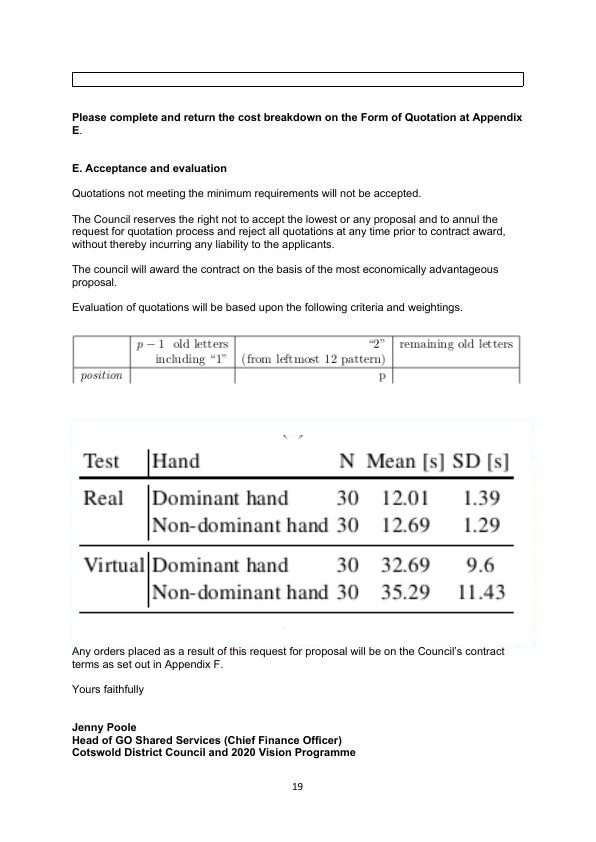 Please complete and return the cost breakdown on the Form of Quotation at Appendix
E.
E. Acceptance and evaluation
Quotations not meeting the minimum requirements will not be accepted.
The Council reserves the right not to accept the lowest or any proposal and to annul the
request for quotation process and reject all quotations at any time prior to contract award,
without thereby incurring any liability to the applicants.
The council will award the contract on the basis of the most economically advantageous
proposal.
Evaluation of quotations will be based upon the following criteria and weightings.
p − 1 old letters “2” remaining old letters
including “1” (from leftmost 12 pattern)
position p
Test Hand N Mean [s] SD [s]
Real Dominant hand 30 12.01 1.39
Non-dominant hand 30 12.69 1.29
Virtual Dominant hand 30 32.69 9.6
Non-dominant hand 30 35.29 11.43
Any orders placed as a result of this request for proposal will be on the Council’s contract
terms as set out in Appendix F.
Yours faithfully
Jenny Poole
Head of GO Shared Services (Chief Finance Officer)
Cotswold District Council and 2020 Vision Programme
19